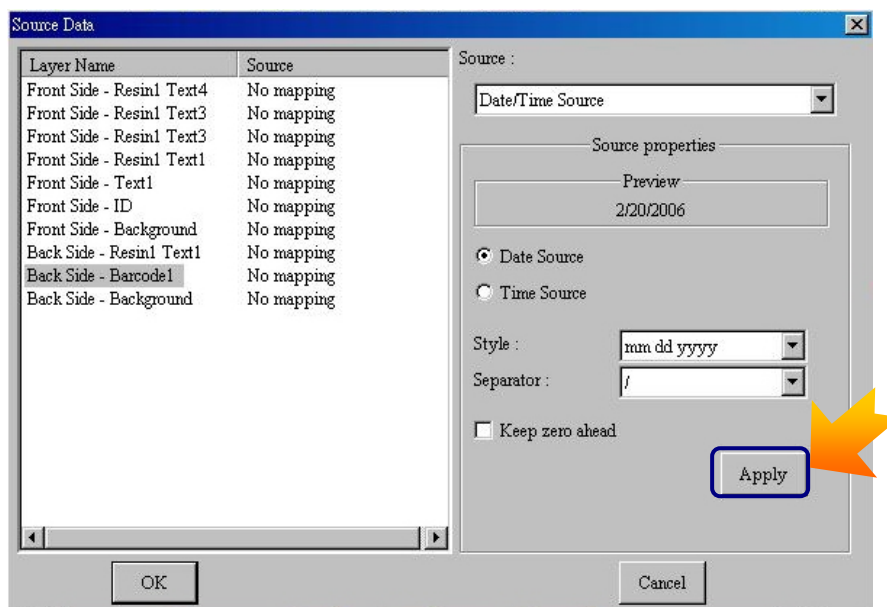 Source Data
Layer Name Source
Front Side - Resin1 Text4 No mapping
Front Side - Resin1 Text3 No mapping
Front Side - Resin1 Text3 No mapping
Front Side - Resin1 Text1 No mapping
Front Side - Text1 No mapping
Front Side - ID No mapping
Front Side - Background No mapping
Back Side - Resin1 Text1 No mapping
Back Side - Barcode1 No mapping
Back Side - Background No mapping
Source :
Date/Time Source
Source properties
Preview
2/20/2006
Date Source
Time Source
Style : mm dd yyyy
Separator : /
Keep zero ahead
Apply
OK Cancel